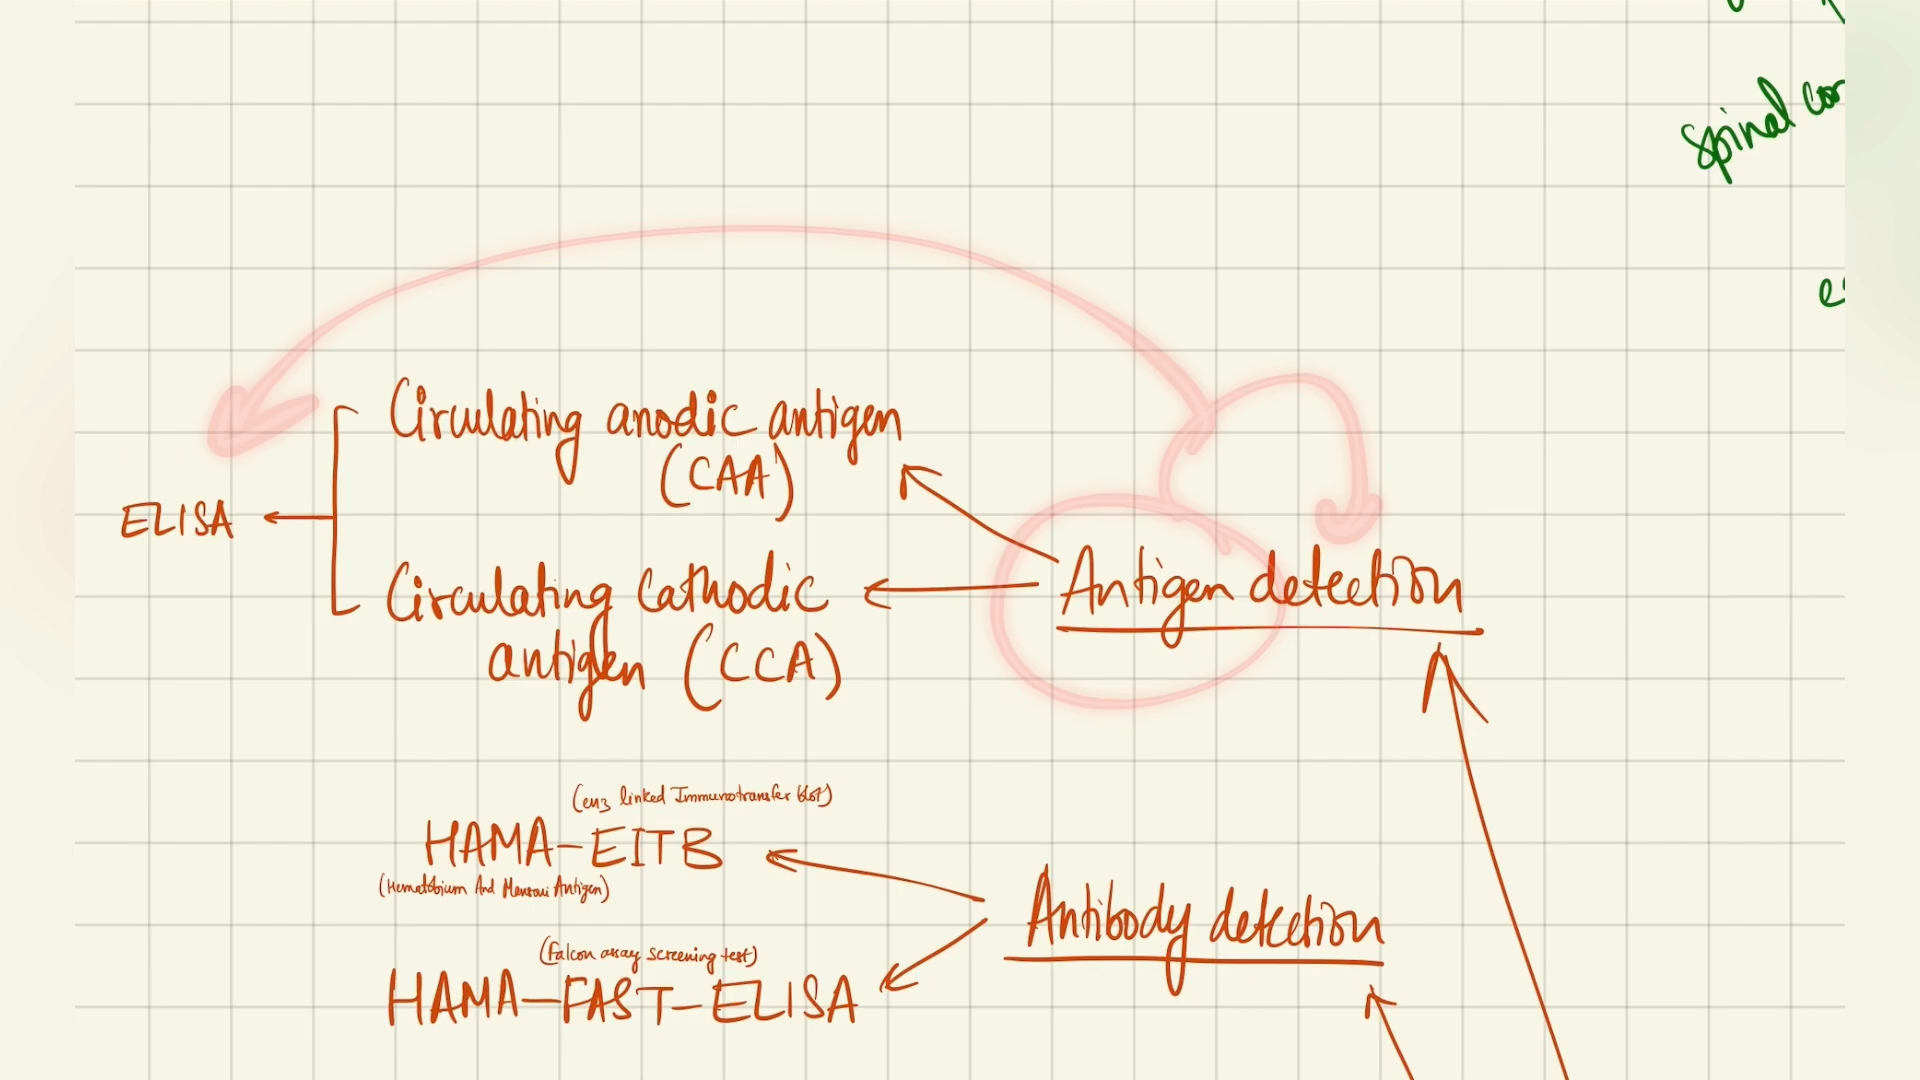 spinal cor
Circulating anodic antigen
(CAA)
ELISA
Circulating Cathodic
antigen (CCA)
Antigen detection
(enz linked Immunotransfer blot)
HAMA-EITB
(Hematobium And Mansoni Antigen)
Antibody detection
(Falcon assay screening test)
HAMA-FAST-ELISA